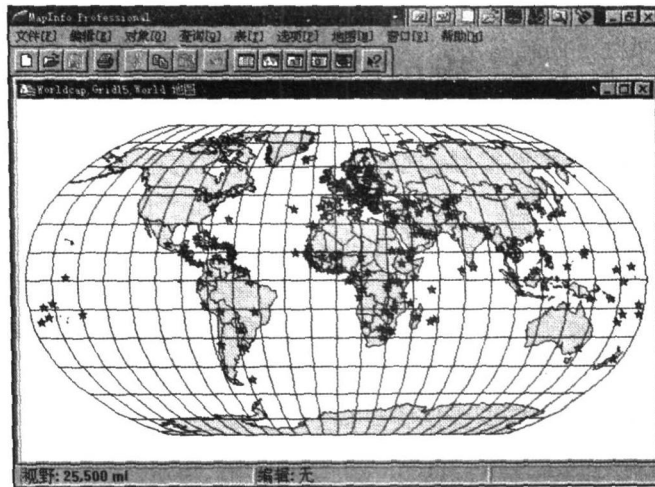 MapInfo Professional
文件[F] 编辑[E] 对象[O] 查询[Q] 表[T] 选项[P] 地图[M] 窗口[W] 帮助[H]
Worldcap,Grid15,World 地图
视野: 25,500 ml 编辑: 无